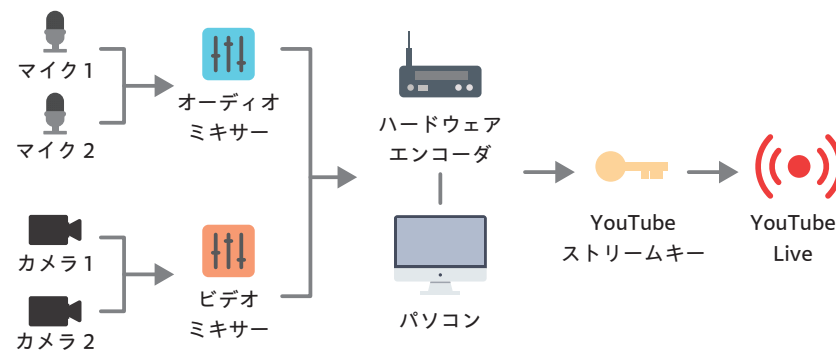 マイク 1
マイク 2
オーディオ
ミキサー
カメラ 1
カメラ 2
ビデオ
ミキサー
ハードウェア
エンコーダ
パソコン
YouTube
ストリームキー
YouTube
Live